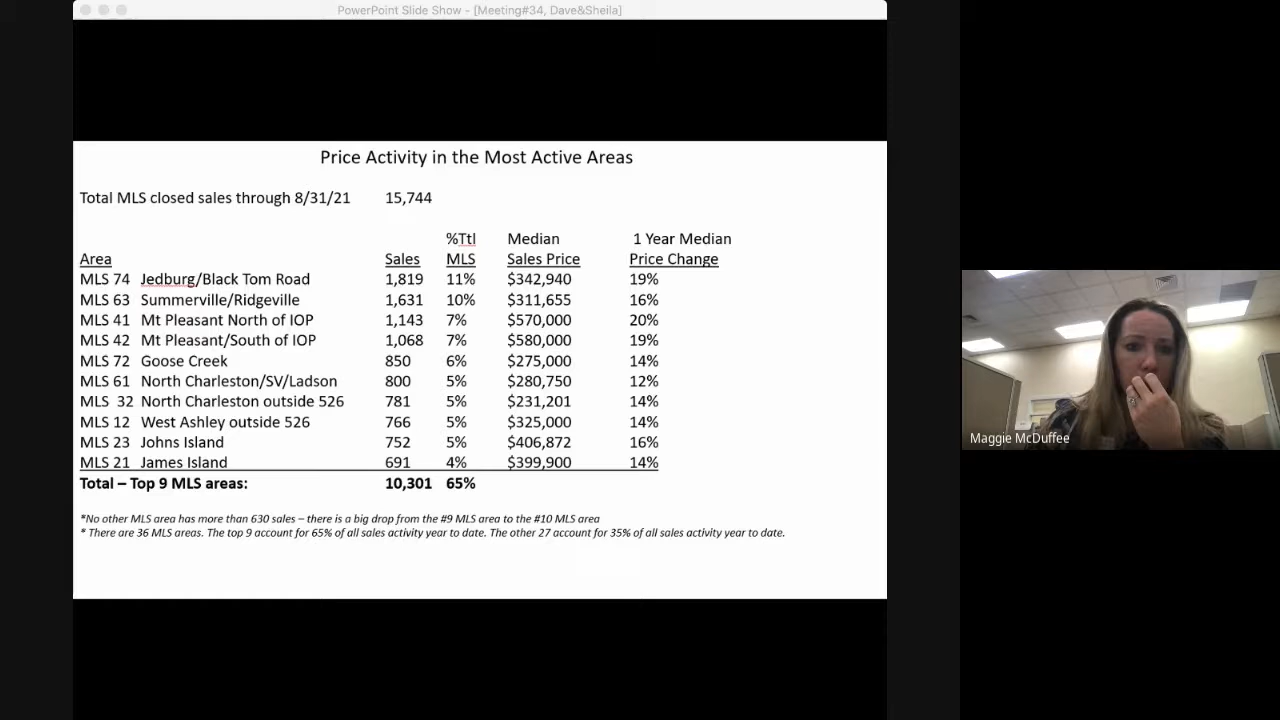 PowerPoint Slide Show - [Meeting#34, Dave&Sheila]
Price Activity in the Most Active Areas
Total MLS closed sales through 8/31/21 15,744
%Ttl Median 1 Year Median
Area Sales MLS Sales Price Price Change
MLS 74 Jedburg/Black Tom Road 1,819 11% $342,940 19%
MLS 63 Summerville/Ridgeville 1,631 10% $311,655 16%
MLS 41 Mt Pleasant North of IOP 1,143 7% $570,000 20%
MLS 42 Mt Pleasant/South of IOP 1,068 7% $580,000 19%
MLS 72 Goose Creek 850 6% $275,000 14%
MLS 61 North Charleston/SV/Ladson 800 5% $280,750 12%
MLS 32 North Charleston outside 526 781 5% $231,201 14%
MLS 12 West Ashley outside 526 766 5% $325,000 14%
MLS 23 Johns Island 752 5% $406,872 16%
MLS 21 James Island 691 4% $399,900 14%
Total – Top 9 MLS areas: 10,301 65%
*No other MLS area has more than 630 sales – there is a big drop from the #9 MLS area to the #10 MLS area
* There are 36 MLS areas. The top 9 account for 65% of all sales activity year to date. The other 27 account for 35% of all sales activity year to date.
Maggie McDuffee